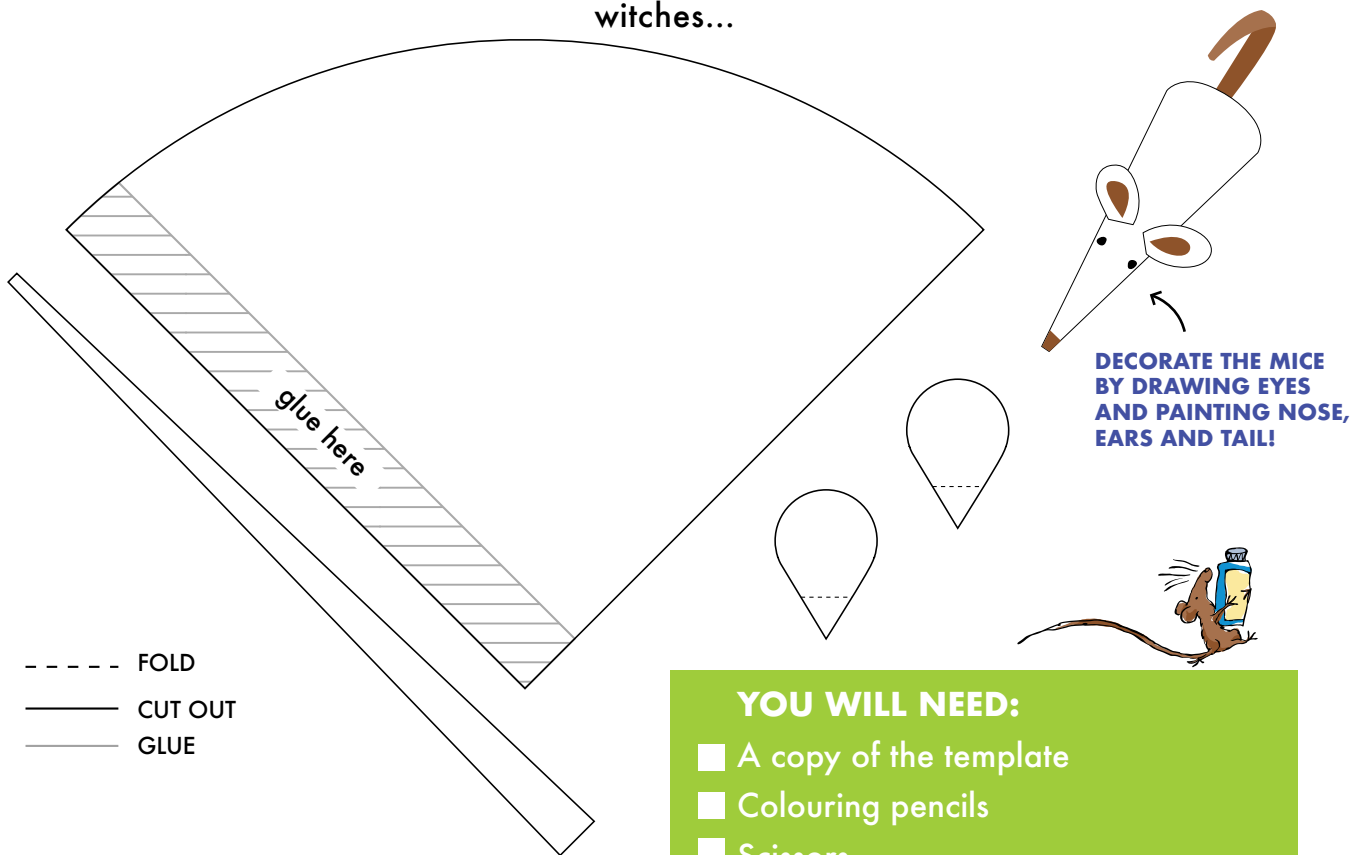 witches...
glue here
DECORATE THE MICE
BY DRAWING EYES
AND PAINTING NOSE,
EARS AND TAIL!
FOLD
CUT OUT
GLUE
YOU WILL NEED:
A copy of the template
Colouring pencils
Scissors